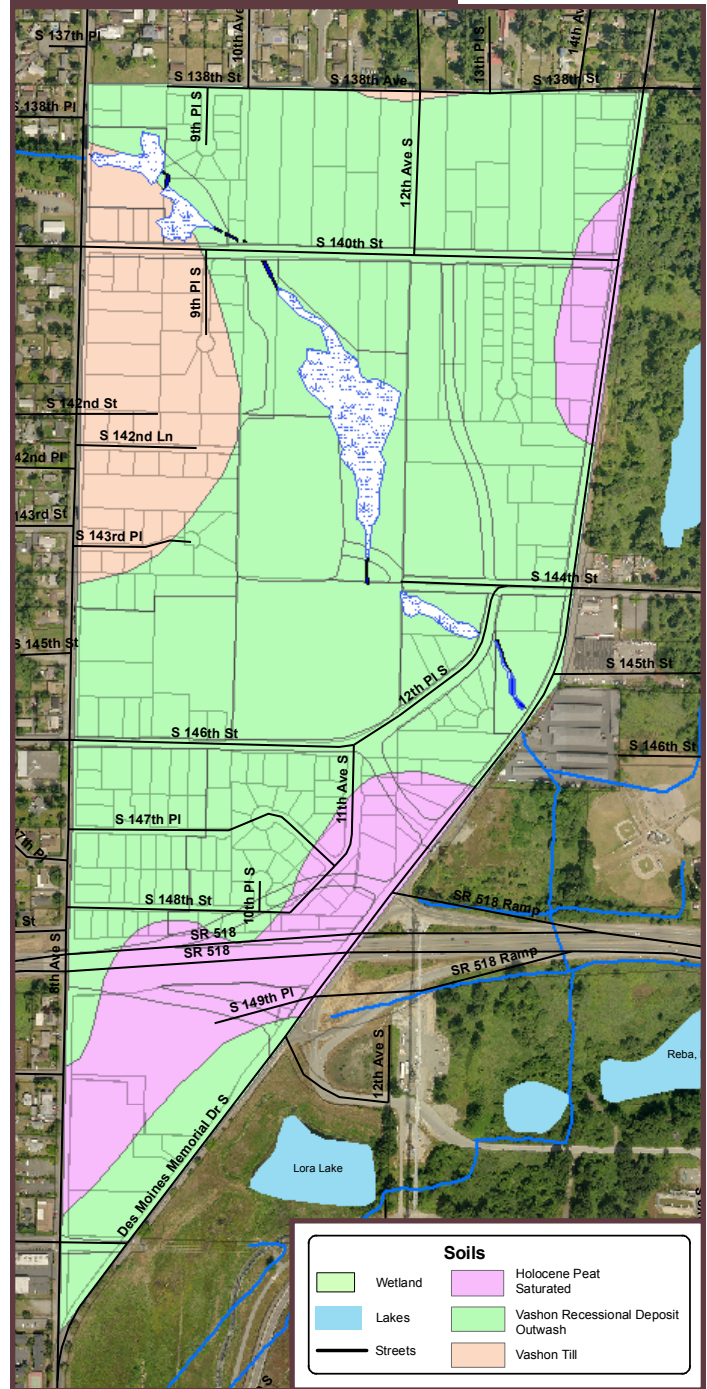 S 137th Pl
10th Ave
13th Pl S
14th Av
S 138th St
S 138th Ave
S 138th St
S 138th Pl
9th Pl S
12th Ave S
S 140th St
9th Pl S
S 142nd St
S 142nd Ln
42nd Pl
143rd St
S 143rd Pl
S 144th St
S 145th St
S 145th St
12th Pl S
S 146th St
S 146th St
11th Ave S
S 147th Pl
7th Pl
10th Pl S
S 148th St
St
SR 518 Ramp
SR 518
SR 518
8th Ave S
SR 518 Ramp
S 149th Pl
12th Ave S
Reba,
Des Moines Memorial Dr S
Lora Lake
Soils
Wetland
Lakes
Streets
Holocene Peat
Saturated
Vashon Recessional Deposit
Outwash
Vashon Till